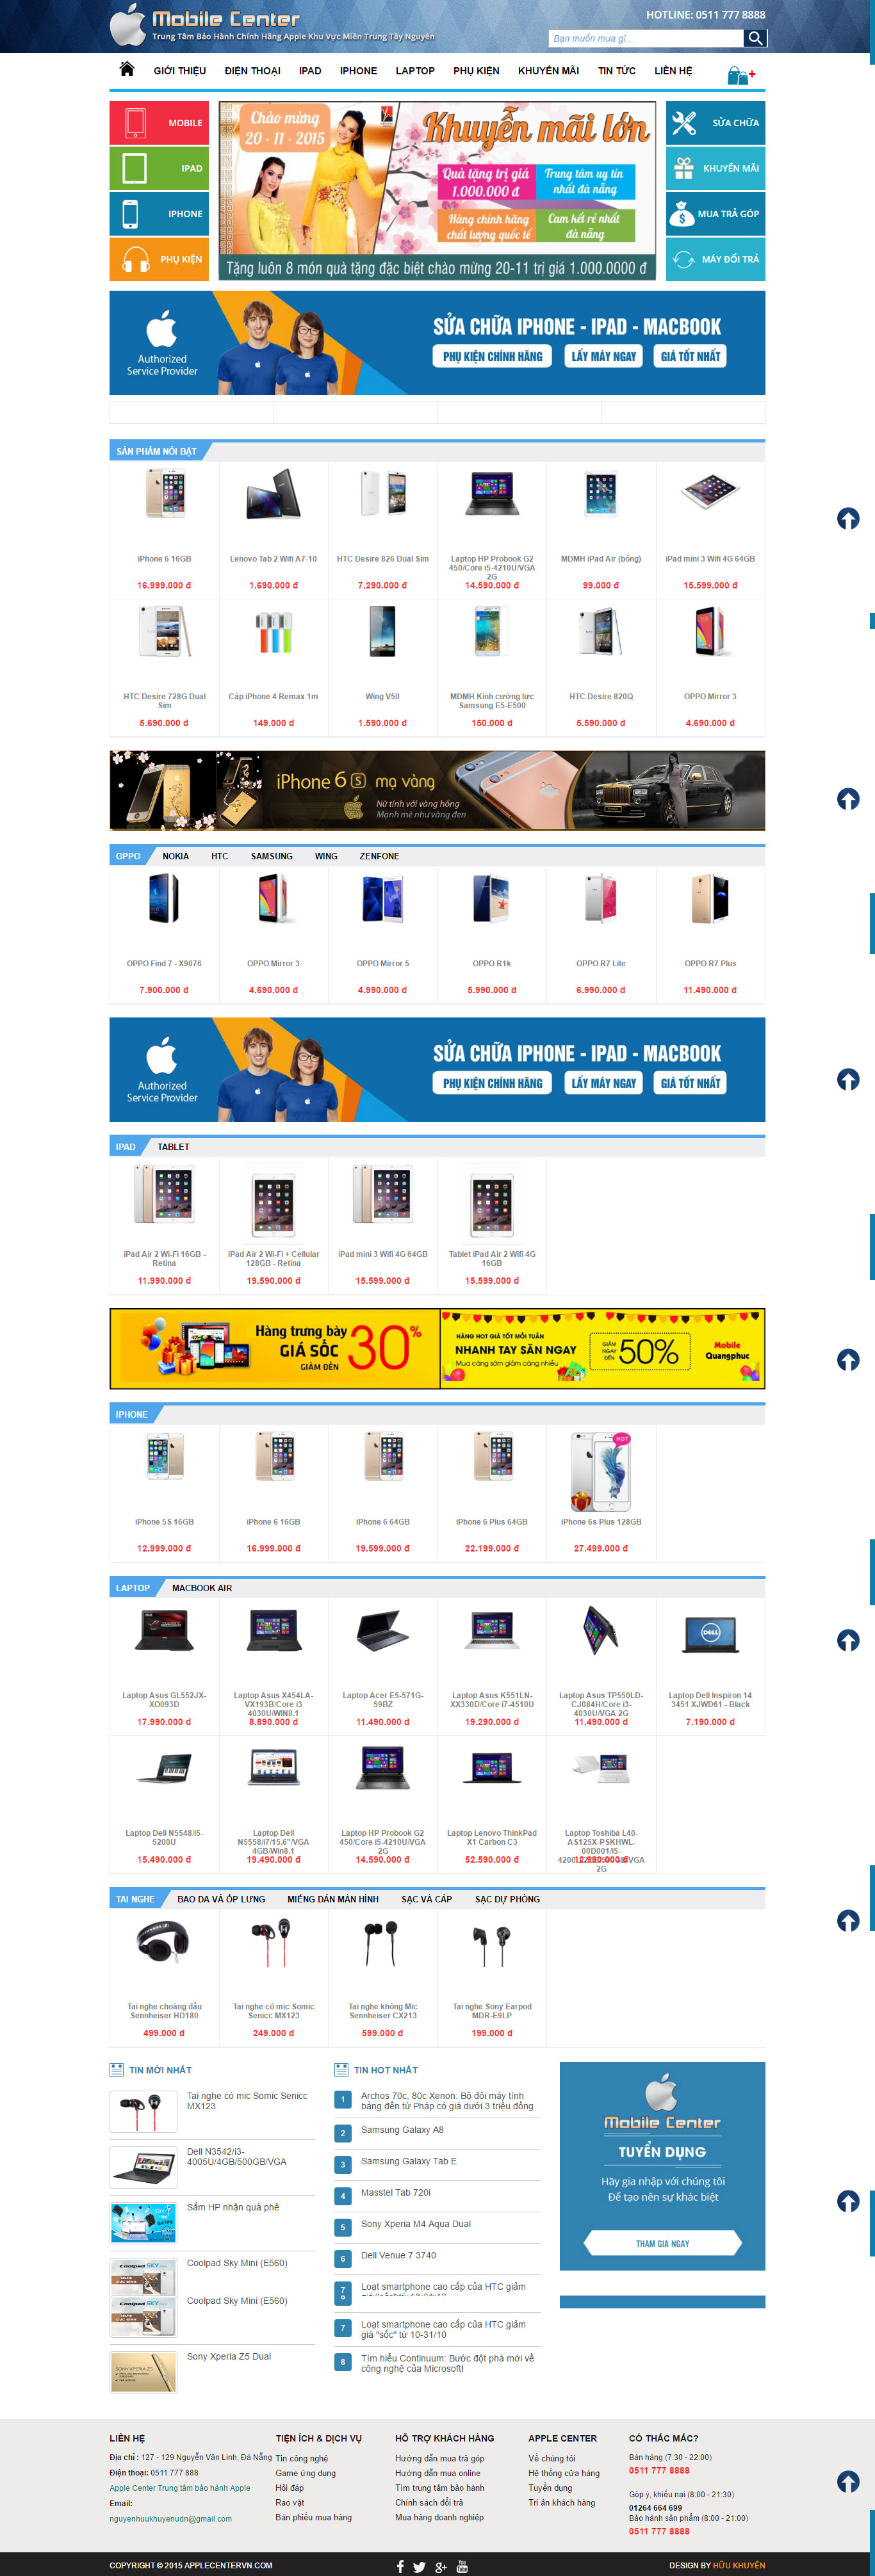 Mobile Center
Trung Tâm Bảo Hành Chính Hãng Apple Khu Vực Miền Trung Tây Nguyên
HOTLINE: 0511 777 8888
Bạn muốn mua gì...
GIỚI THIỆU ĐIỆN THOẠI IPAD IPHONE LAPTOP PHỤ KIỆN KHUYẾN MÃI TIN TỨC LIÊN HỆ
MOBILE
IPAD
IPHONE
PHỤ KIỆN
Chào mừng
20 - 11 - 2015
Khuyến mãi lớn
Quà tặng trị giá
1.000.000 đ
Trung tâm uy tín
nhất đà nẵng
Hàng chính hãng
chất lượng quốc tế
Cam kết rẻ nhất
đà nẵng
Tặng luôn 8 món quà tặng đặc biệt chào mừng 20-11 trị giá 1.000.0000 đ
SỬA CHỮA
KHUYẾN MÃI
MUA TRẢ GÓP
MÁY ĐỔI TRẢ
Authorized
Service Provider
SỬA CHỮA IPHONE - IPAD - MACBOOK
PHỤ KIỆN CHÍNH HÃNG LẤY MÁY NGAY GIÁ TỐT NHẤT
SẢN PHẨM NỔI BẬT
iPhone 6 16GB
16.999.000 đ
Lenovo Tab 2 Wifi A7-10
1.690.000 đ
HTC Desire 826 Dual Sim
7.290.000 đ
Laptop HP Probook G2
450/Core i5-4210U/VGA
2G
14.590.000 đ
MDMH iPad Air (bóng)
99.000 đ
iPad mini 3 Wifi 4G 64GB
15.599.000 đ
HTC Desire 728G Dual
Sim
5.690.000 đ
Cáp iPhone 4 Remax 1m
149.000 đ
Wing V50
1.590.000 đ
MDMH Kính cường lực
Samsung E5-E500
150.000 đ
HTC Desire 820Q
5.590.000 đ
OPPO Mirror 3
4.690.000 đ
iPhone 6 S mạ vàng
Nữ tính với vàng hồng
Mạnh mẽ như vàng đen
OPPO NOKIA HTC SAMSUNG WING ZENFONE
OPPO Find 7 - X9076
7.900.000 đ
OPPO Mirror 3
4.690.000 đ
OPPO Mirror 5
4.990.000 đ
OPPO R1k
5.990.000 đ
OPPO R7 Lite
6.990.000 đ
OPPO R7 Plus
11.490.000 đ
Authorized
Service Provider
SỬA CHỮA IPHONE - IPAD - MACBOOK
PHỤ KIỆN CHÍNH HÃNG LẤY MÁY NGAY GIÁ TỐT NHẤT
IPAD TABLET
iPad Air 2 Wi-Fi 16GB -
Retina
11.990.000 đ
iPad Air 2 Wi-Fi + Cellular
128GB - Retina
19.590.000 đ
iPad mini 3 Wifi 4G 64GB
15.599.000 đ
Tablet iPad Air 2 Wifi 4G
16GB
15.599.000 đ
Hàng trưng bày
GIÁ SỐC
GIẢM ĐẾN
30%
HÀNG HOT GIÁ TỐT MỖI TUẦN
NHANH TAY SĂN NGAY
Mua càng sớm giảm càng nhiều
GIẢM
NGAY
ĐẾN
50%
Mobile
Quangphuc
IPHONE
iPhone 5S 16GB
12.999.000 đ
iPhone 6 16GB
16.999.000 đ
iPhone 6 64GB
19.599.000 đ
iPhone 6 Plus 64GB
22.199.000 đ
HOT
iPhone 6s Plus 128GB
27.499.000 đ
LAPTOP MACBOOK AIR
Laptop Asus GL552JX-
XO093D
17.990.000 đ
Laptop Asus X454LA-
VX193B/Core i3
4030U/WIN8.1
8.890.000 đ
Laptop Acer E5-571G-
59BZ
11.490.000 đ
Laptop Asus K551LN-
XX330D/Core i7-4510U
19.290.000 đ
Laptop Asus TP550LD-
CJ084H/Core i3-
4030U/VGA 2G
11.490.000 đ
DELL
Laptop Dell Inspiron 14
3451 XJWD61 - Black
7.190.000 đ
Laptop Dell N5548/i5-
5200U
15.490.000 đ
Laptop Dell
N5558/i7/15.6"/VGA
4GB/Win8.1
19.490.000 đ
Laptop HP Probook G2
450/Core i5-4210U/VGA
2G
14.590.000 đ
Laptop Lenovo ThinkPad
X1 Carbon C3
52.590.000 đ
Laptop Toshiba L40-
AS125X-PSKHWL-
00D001/i5-
2G
TAI NGHE BAO DA VÀ ỐP LƯNG MIẾNG DÁN MÀN HÌNH SẠC VÀ CÁP SẠC DỰ PHÒNG
Tai nghe choàng đầu
Sennheiser HD180
499.000 đ
Tai nghe có mic Somic
Senicc MX123
249.000 đ
Tai nghe không Mic
Sennheiser CX213
599.000 đ
Tai nghe Sony Earpod
MDR-E9LP
199.000 đ
TIN MỚI NHẤT
Tai nghe có mic Somic Senicc
MX123
Dell N3542/i3-
4005U/4GB/500GB/VGA
Sắm HP nhận quà phê
Coolpad Sky Mini (E560)
Coolpad Sky Mini (E560)
Sony Xperia Z5 Dual
TIN HOT NHẤT
1 Archos 70c, 80c Xenon: Bộ đôi máy tính
bảng đến từ Pháp có giá dưới 3 triệu đồng
2 Samsung Galaxy A8
3 Samsung Galaxy Tab E
4 Masstel Tab 720i
5 Sony Xperia M4 Aqua Dual
6 Dell Venue 7 3740
7 Loạt smartphone cao cấp của HTC giảm
6
7 Loạt smartphone cao cấp của HTC giảm
giá "sốc" từ 10-31/10
8 Tìm hiểu Continuum: Bước đột phá mới về
công nghệ của Microsoft!
Mobile Center
TUYỂN DỤNG
Hãy gia nhập với chúng tôi
Để tạo nên sự khác biệt
THAM GIA NGAY
LIÊN HỆ
Địa chỉ : 127 - 129 Nguyễn Văn Linh, Đà Nẵng
Điện thoại: 0511 777 888
Apple Center Trung tâm bảo hành Apple
Email:
nguyenhuukhuyenudn@gmail.com
TIỆN ÍCH & DỊCH VỤ
Tin công nghệ
Game ứng dụng
Hỏi đáp
Rao vặt
Bán phiếu mua hàng
HỖ TRỢ KHÁCH HÀNG
Hướng dẫn mua trả góp
Hướng dẫn mua online
Tìm trung tâm bảo hành
Chính sách đổi trả
Mua hàng doanh nghiệp
APPLE CENTER
Về chúng tôi
Hệ thống cửa hàng
Tuyển dụng
Tri ân khách hàng
CÓ THẮC MẮC?
Bán hàng (7:30 - 22:00)
0511 777 8888
Góp ý, khiếu nại (8:00 - 21:30)
01264 664 699
Bảo hành sản phẩm (8:00 - 21:00)
0511 777 8888
COPYRIGHT © 2015 APPLECENTERVN.COM
DESIGN BY HỮU KHUYÊN